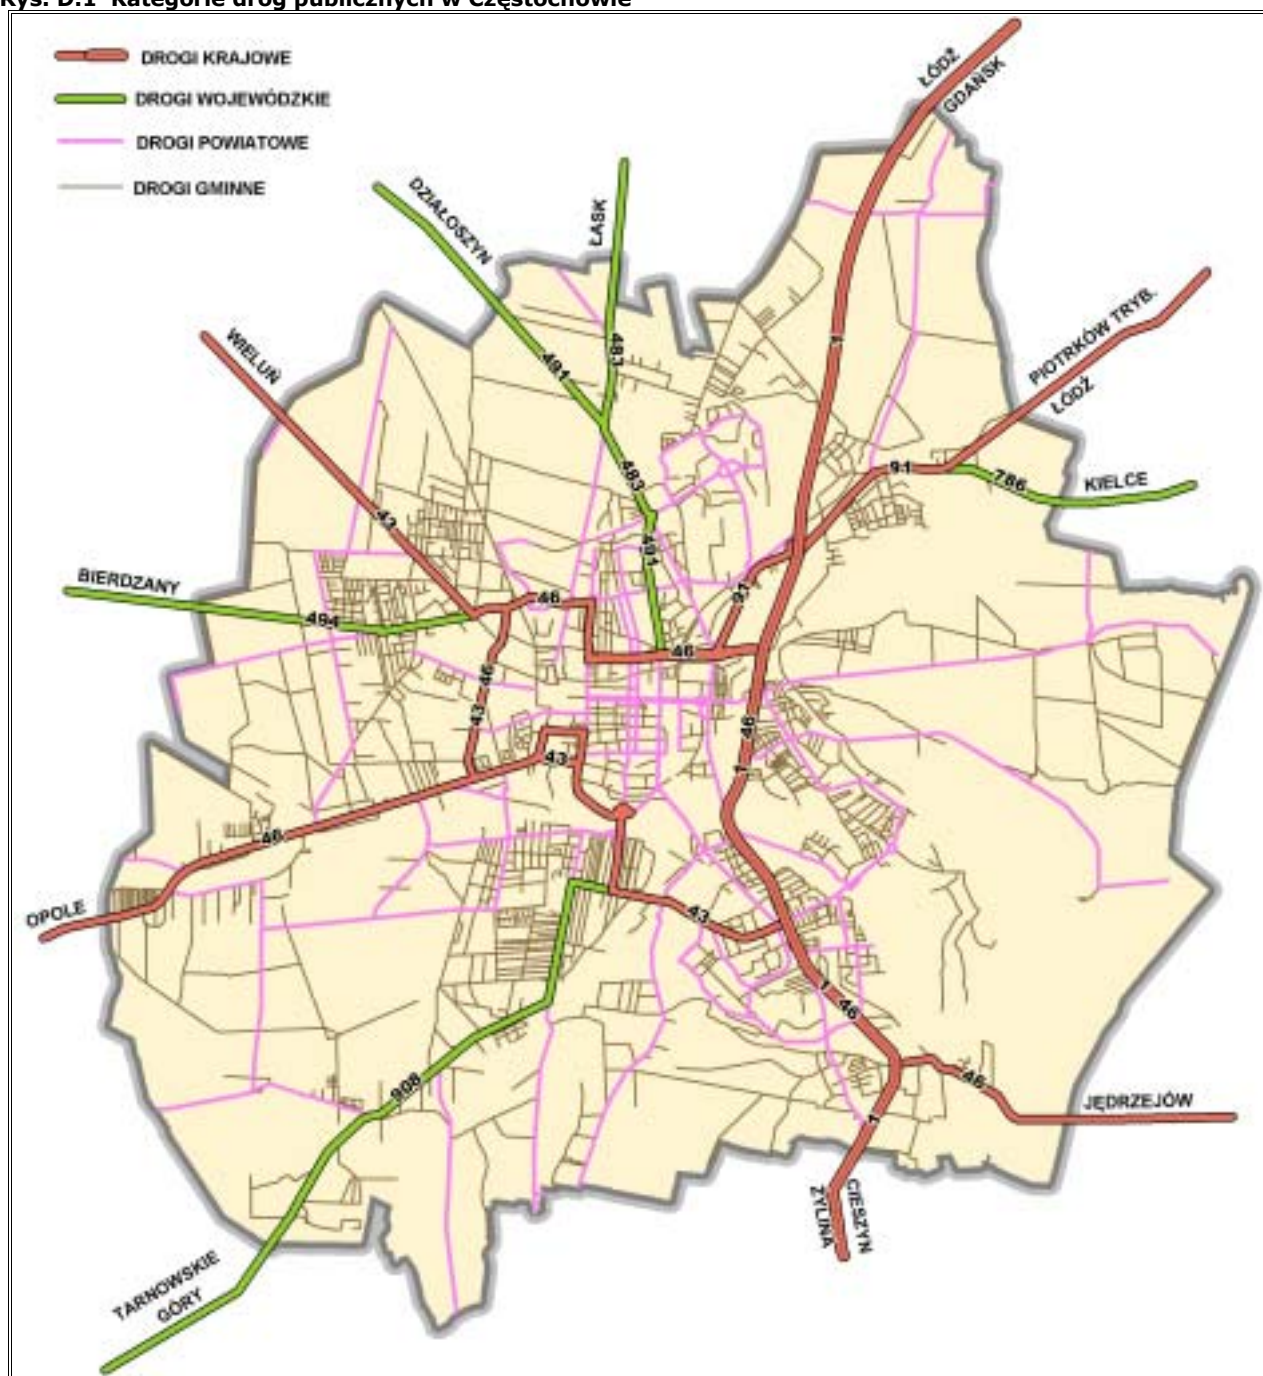 Rys. D.1 Kategorie dróg publicznych w Częstochowie
DROGI KRAJOWE
DROGI WOJEWÓDZKIE
DROGI POWIATOWE
DROGI GMINNE
ŁÓDŹ
GDAŃSK
DZIAŁOSZYN
ŁASK
WIELUŃ
PIOTRKÓW TRYB.
ŁÓDŹ
1
483
491
91
786
KIELCE
483
43
491
BIERDZANY
494
46
91
46
46
43
46
1
43
46
OPOLE
43
1
46
908
46
JĘDRZEJÓW
1
CIESZYN
ŻYLINA
TARNOWSKIE
GÓRY